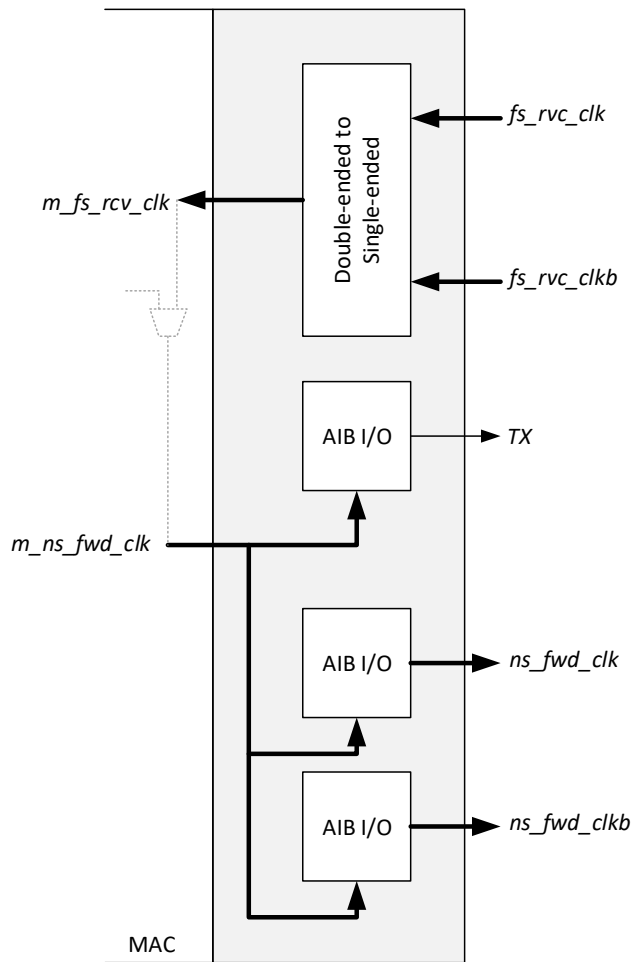 fs_rvc_clk
Double-ended to
Single-ended
m_fs_rcv_clk
fs_rvc_clkb
AIB I/O
TX
m_ns_fwd_clk
AIB I/O
ns_fwd_clk
AIB I/O
ns_fwd_clkb
MAC